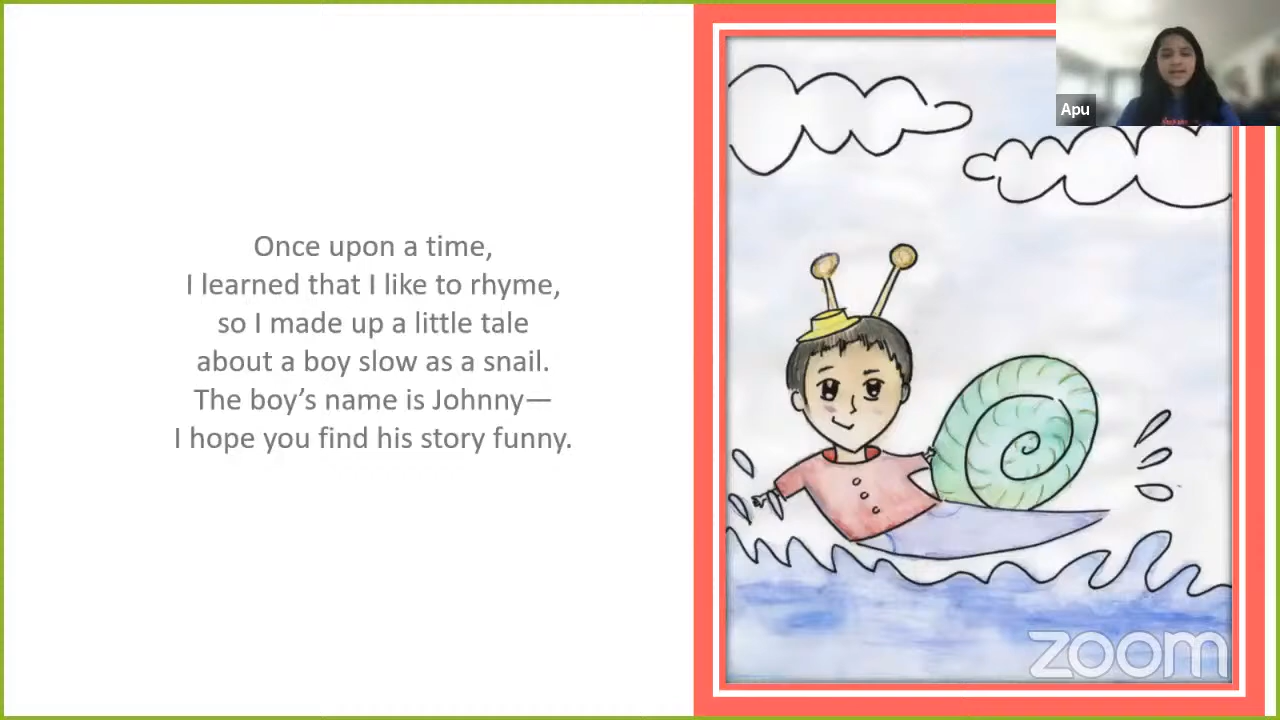 Once upon a time,
I learned that I like to rhyme,
so I made up a little tale
about a boy slow as a snail.
The boy’s name is Johnny—
I hope you find his story funny.
Apu
zoom